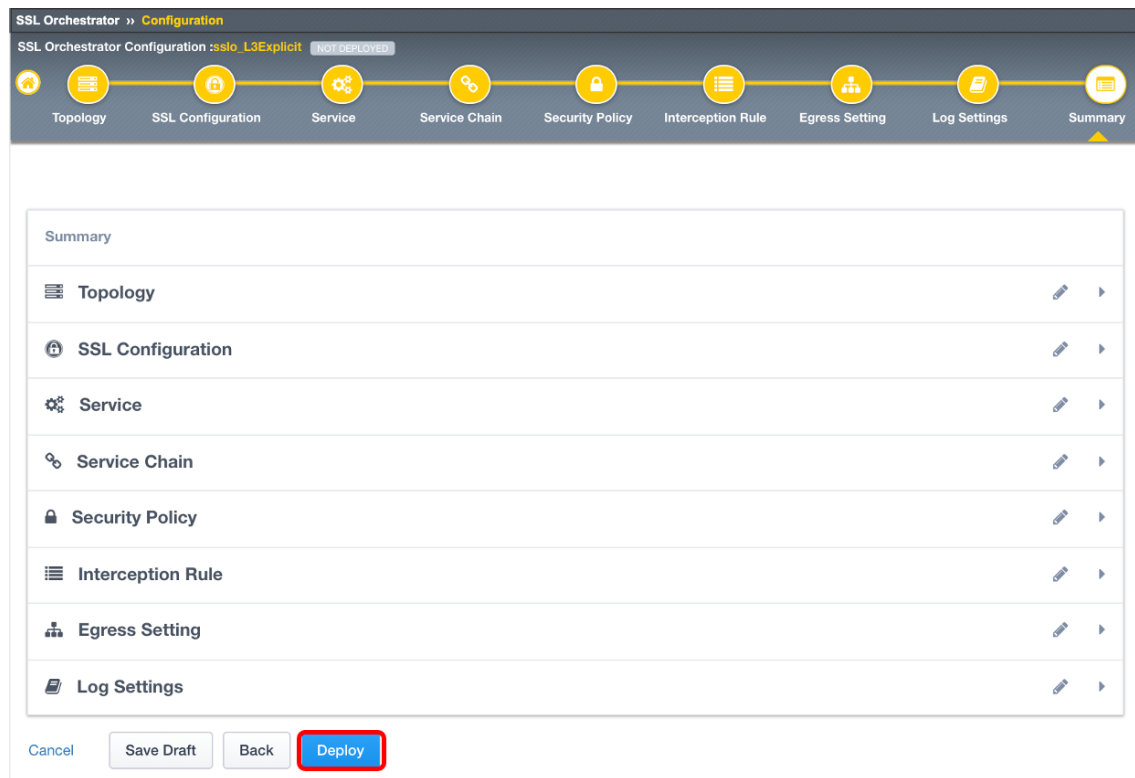 SSL Orchestrator ›› Configuration
SSL Orchestrator Configuration :sslo_L3Explicit NOT DEPLOYED
Topology SSL Configuration Service Service Chain Security Policy Interception Rule Egress Setting Log Settings Summary
Summary
Topology
SSL Configuration
Service
Service Chain
Security Policy
Interception Rule
Egress Setting
Log Settings
Cancel Save Draft Back Deploy